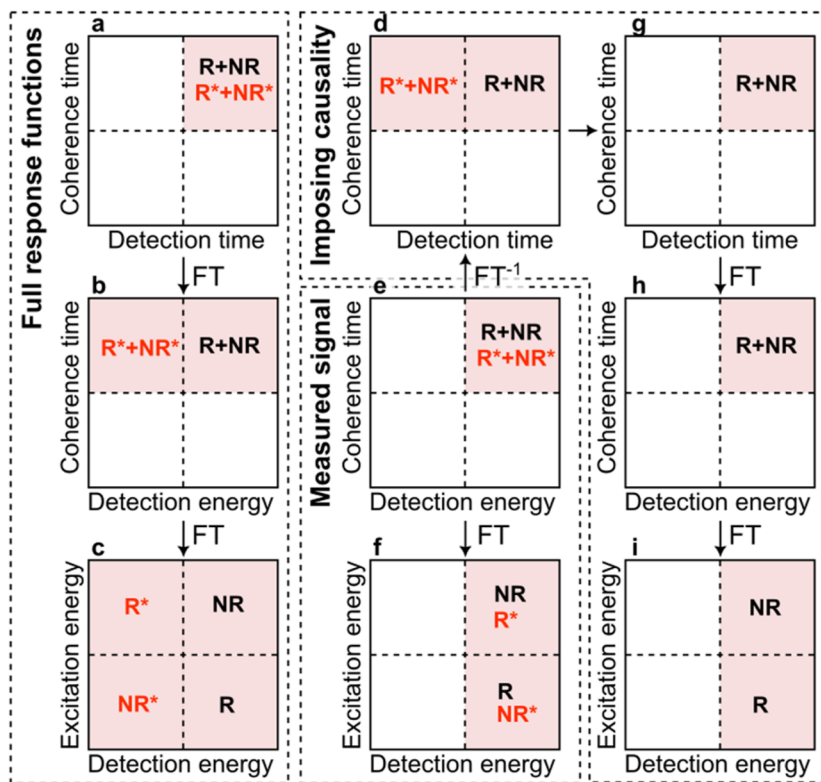 Full response functions
a
Coherence time
R+NR
R*+NR*
Detection time
FT
b
Coherence time
R*+NR*
R+NR
Detection energy
FT
c
Excitation energy
R*
NR
NR*
R
Detection energy
Imposing causality
d
Coherence time
R*+NR*
R+NR
Detection time
FT-1
Measured signal
e
Coherence time
R+NR
R*+NR*
Detection energy
FT
f
Excitation energy
NR
R*
R
NR*
Detection energy
g
Coherence time
R+NR
Detection time
FT
h
Coherence time
R+NR
Detection energy
FT
i
Excitation energy
NR
R
Detection energy